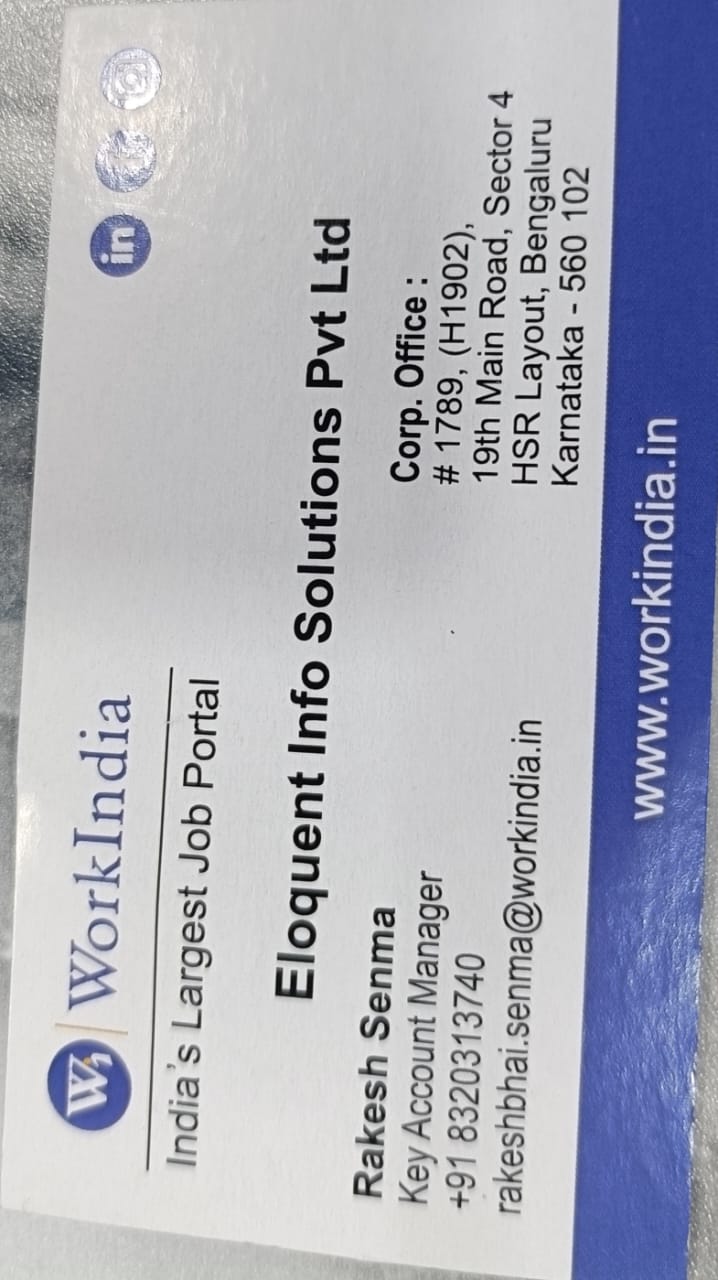 Wi WorkIndia
India's Largest Job Portal
in f
Eloquent Info Solutions Pvt Ltd
Rakesh Senma
Key Account Manager
+91 8320313740
rakeshbhai.senma@workindia.in
Corp. Office :
# 1789, (H1902),
19th Main Road, Sector 4
HSR Layout, Bengaluru
Karnataka - 560 102
www.workindia.in